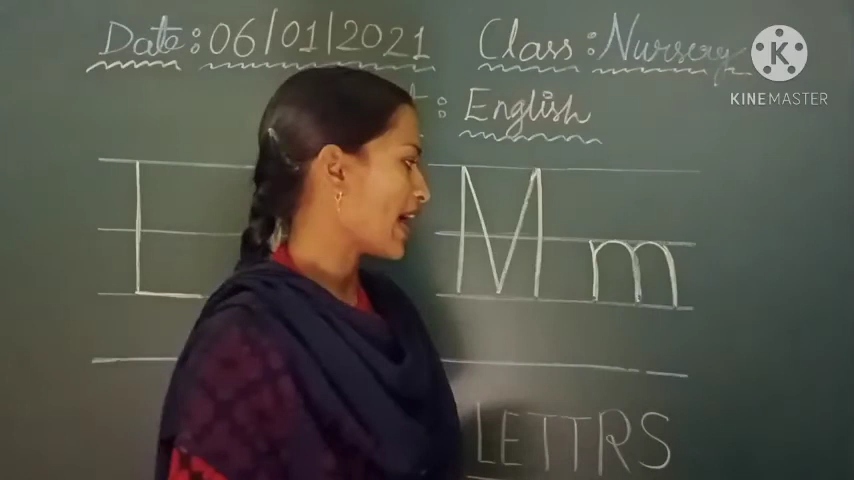 Date: 06/01/2021 Class: Nursery
: English
L M m
LETTRS
K
KINEMASTER